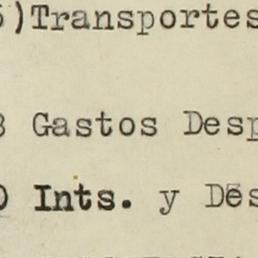 )Transportes
Gastos Desp
Ints. y Des